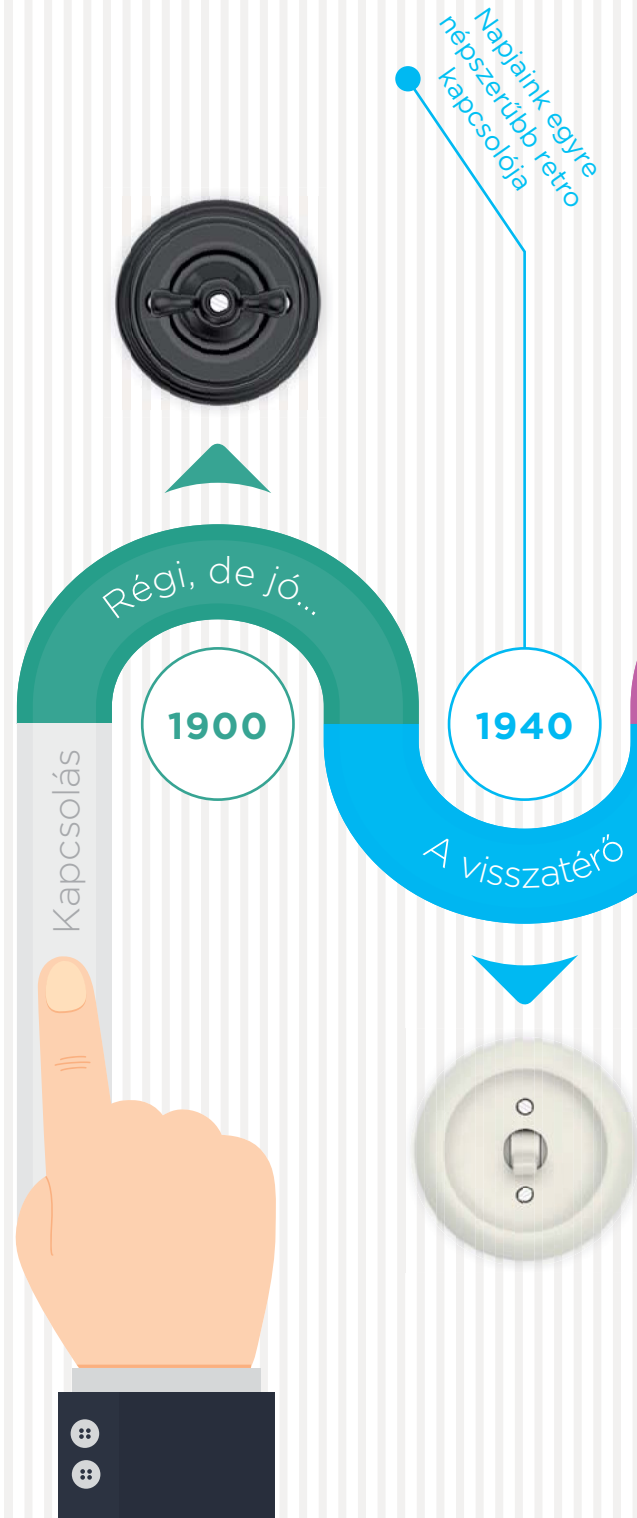 Napjaink egyre
népszerűbb retro
kapcsolója
Régi, de jó...
1900
1940
Kapcsolás
A visszatérő